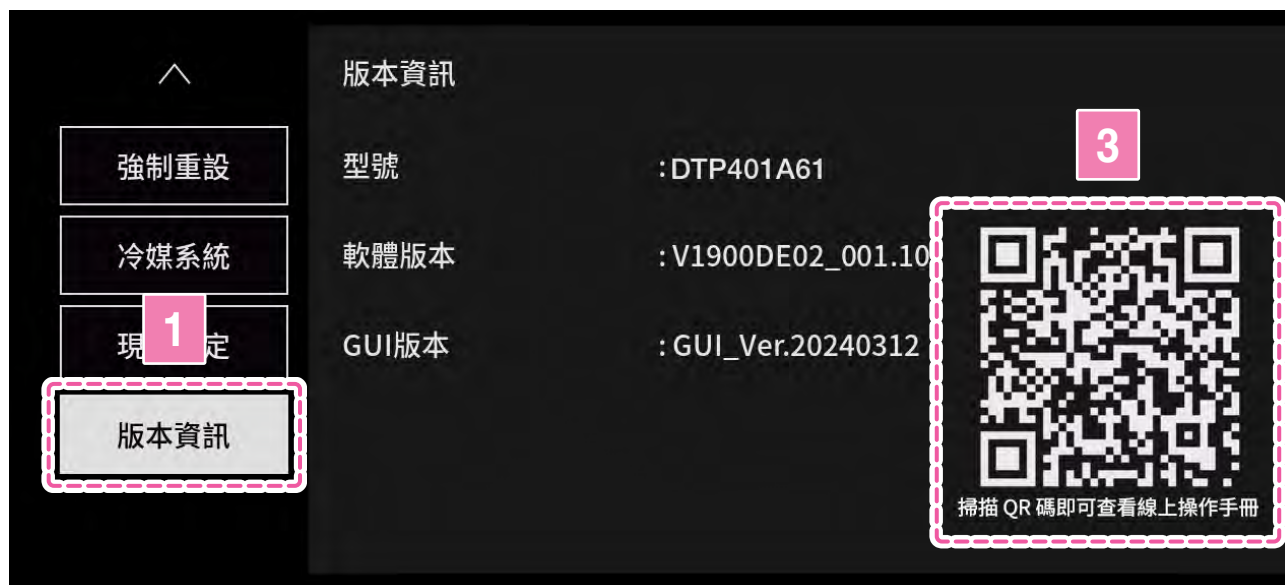 版本資訊
3
強制重設
型號
:DTP401A61
冷媒系統
軟體版本
:V1900DE02_001.10
1
現
定
GUI版本
:GUI_Ver.20240312
版本資訊
掃描 QR 碼即可查看線上操作手冊